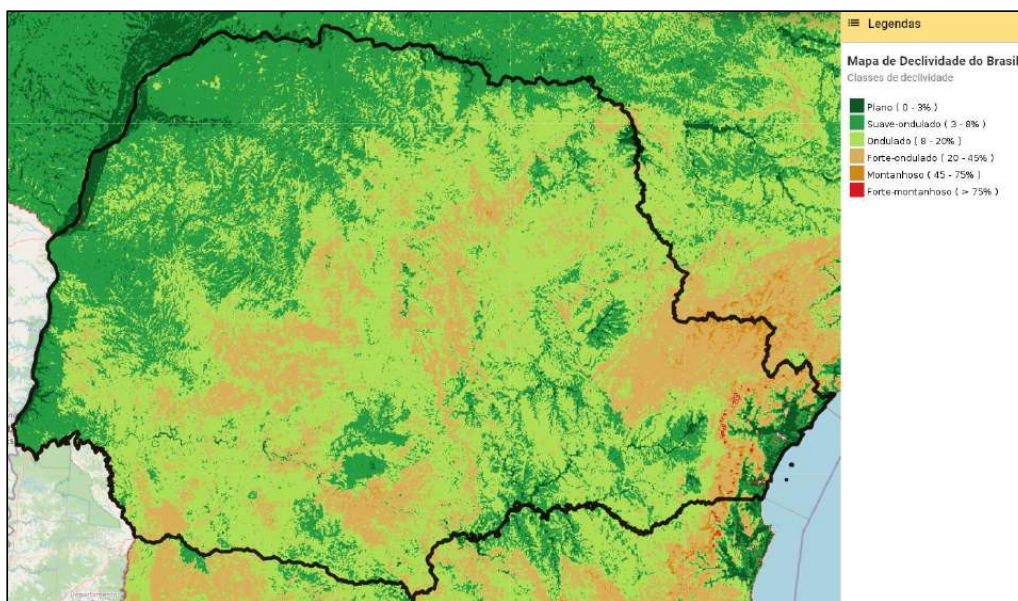 Legendas
Mapa de Declividade do Brasil
Classes de declividade
Plano ( 0 - 3% )
Suave-ondulado ( 3 - 8% )
Ondulado ( 8 - 20% )
Forte-ondulado ( 20 - 45% )
Montanhoso ( 45 - 75% )
Forte-montanhoso ( > 75% )
Departamento